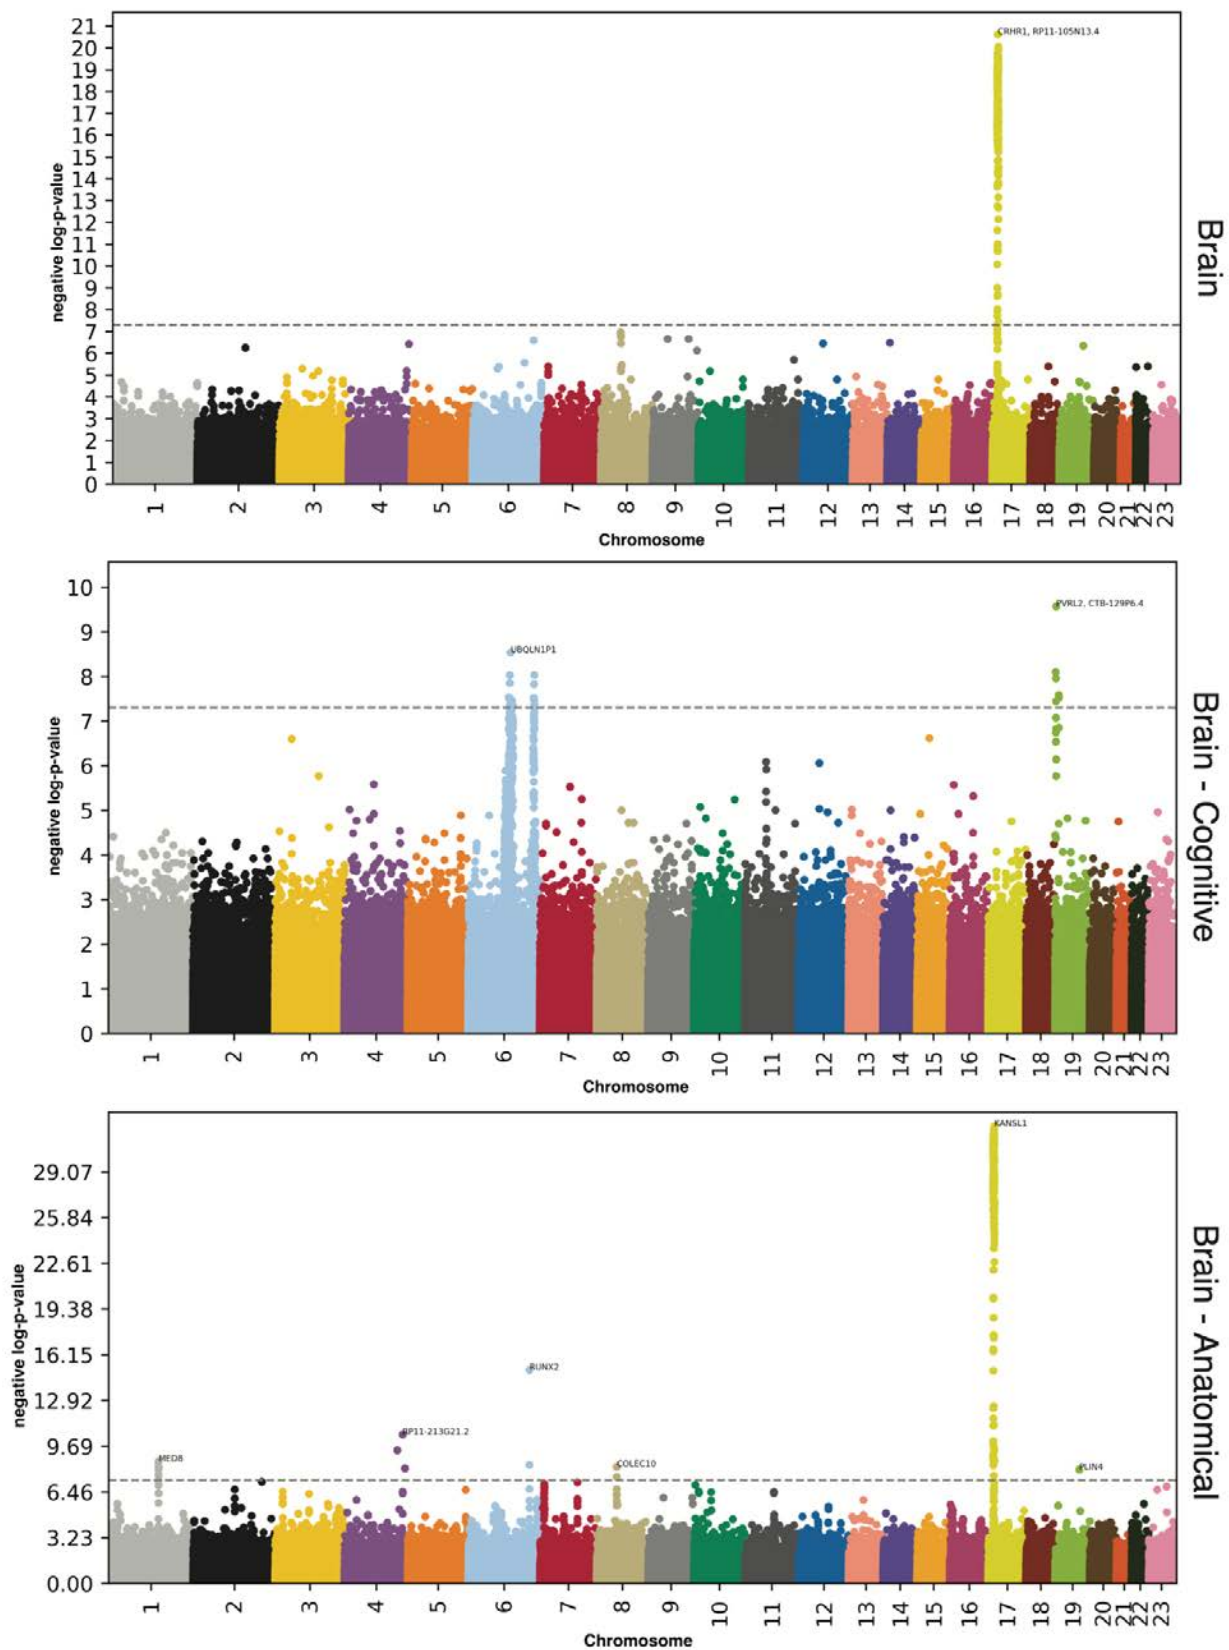 21
20
19
18
17
16
15
14
13
12
11
10
9
8
7
6
5
4
3
2
1
0
negative log-p-value
CRHR1, RP11-105N13.4
Brain
1 2 3 4 5 6 7 8 9 10 11 12 13 14 15 16 17 18 19 20 21 22 23
Chromosome
10
9
8
7
6
5
4
3
2
1
0
negative log-p-value
UBQLN1P1
PVRL2, CTB-129P6.4
Brain - Cognitive
1 2 3 4 5 6 7 8 9 10 11 12 13 14 15 16 17 18 19 20 21 22 23
Chromosome
29.07
25.84
22.61
19.38
16.15
12.92
9.69
6.46
3.23
0.00
negative log-p-value
KANSL1
RUNX2
RP11-213G21.2
MED8
COLEC10
PLIN4
Brain - Anatomical
1 2 3 4 5 6 7 8 9 10 11 12 13 14 15 16 17 18 19 20 21 22 23
Chromosome